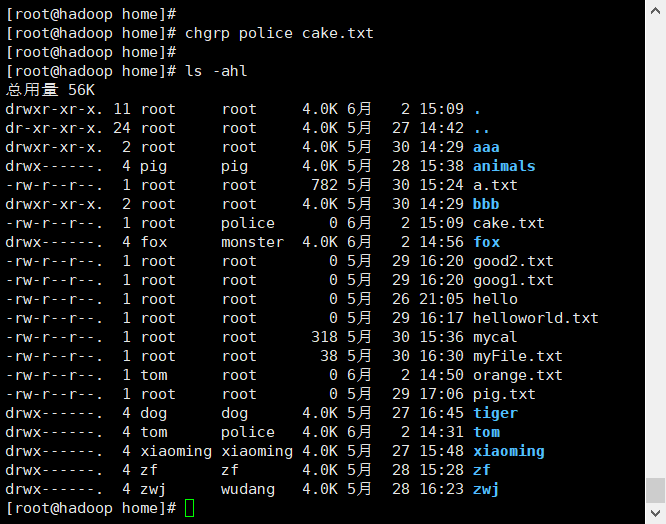 [root@hadoop home]#
[root@hadoop home]# chgrp police cake.txt
[root@hadoop home]#
[root@hadoop home]# ls -ahl
总用量 56K
drwxr-xr-x. 11 root     root     4.0K 6月   2 15:09 .
dr-xr-xr-x. 24 root     root     4.0K 5月  27 14:42 ..
drwxr-xr-x.  2 root     root     4.0K 5月  30 14:29 aaa
drwx------.  4 pig      pig      4.0K 5月  28 15:38 animals
-rw-r--r--.  1 root     root      782 5月  30 15:24 a.txt
drwxr-xr-x.  2 root     root     4.0K 5月  30 14:29 bbb
-rw-r--r--.  1 root     police      0 6月   2 15:09 cake.txt
drwx------.  4 fox      monster  4.0K 6月   2 14:56 fox
-rw-r--r--.  1 root     root        0 5月  29 16:20 good2.txt
-rw-r--r--.  1 root     root        0 5月  29 16:20 goog1.txt
-rw-r--r--.  1 root     root        0 5月  26 21:05 hello
-rw-r--r--.  1 root     root        0 5月  29 16:17 helloworld.txt
-rw-r--r--.  1 root     root      318 5月  30 15:36 mycal
-rw-r--r--.  1 root     root       38 5月  30 16:30 myFile.txt
-rw-r--r--.  1 tom      root        0 6月   2 14:50 orange.txt
-rw-r--r--.  1 root     root        0 5月  29 17:06 pig.txt
drwx------.  4 dog      dog      4.0K 5月  27 16:45 tiger
drwx------.  4 tom      police   4.0K 6月   2 14:31 tom
drwx------.  4 xiaoming xiaoming 4.0K 5月  27 15:48 xiaoming
drwx------.  4 zf       zf       4.0K 5月  28 15:28 zf
drwx------.  4 zwj      wudang   4.0K 5月  28 16:23 zwj
[root@hadoop home]#